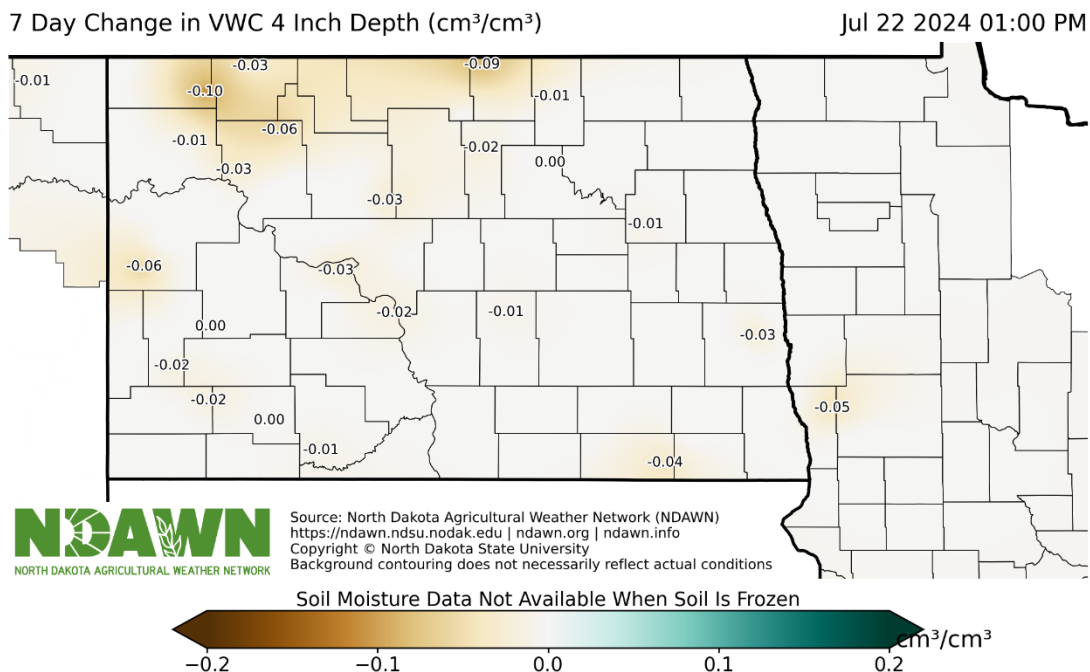 7 Day Change in VWC 4 Inch Depth (cm³/cm³) Jul 22 2024 01:00 PM
-0.03 -0.09
-0.01
-0.10 -0.01
-0.06
-0.01 -0.02
0.00
-0.03
-0.03
-0.01
-0.06 -0.03
-0.02 -0.01
0.00
-0.03
-0.02
-0.02 -0.05
0.00
-0.01
-0.04
NDAWN
NORTH DAKOTA AGRICULTURAL WEATHER NETWORK
Source: North Dakota Agricultural Weather Network (NDAWN)
https://ndawn.ndsu.nodak.edu | ndawn.org | ndawn.info
Copyright © North Dakota State University
Background contouring does not necessarily reflect actual conditions
Soil Moisture Data Not Available When Soil Is Frozen
cm³/cm³
−0.2 −0.1 0.0 0.1 0.2